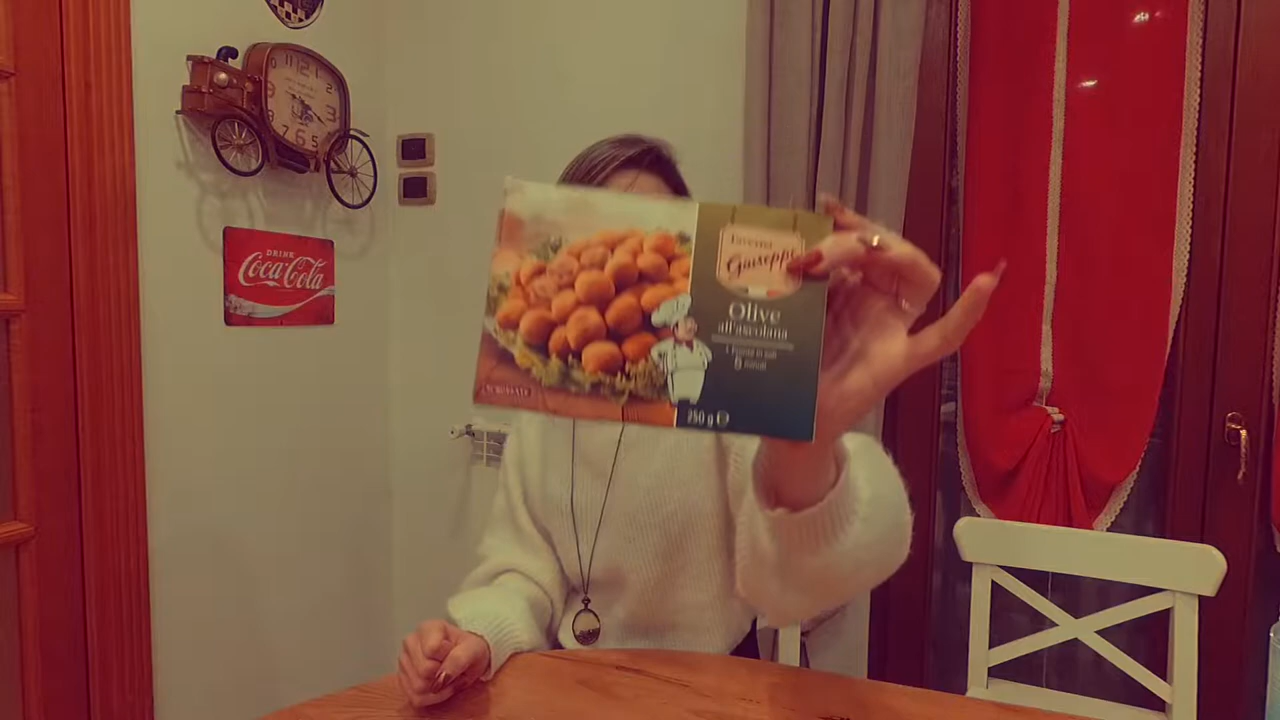 DRINK
Coca-Cola
Taverna
Giuseppe
Olive
all'ascolana
250 g ℮